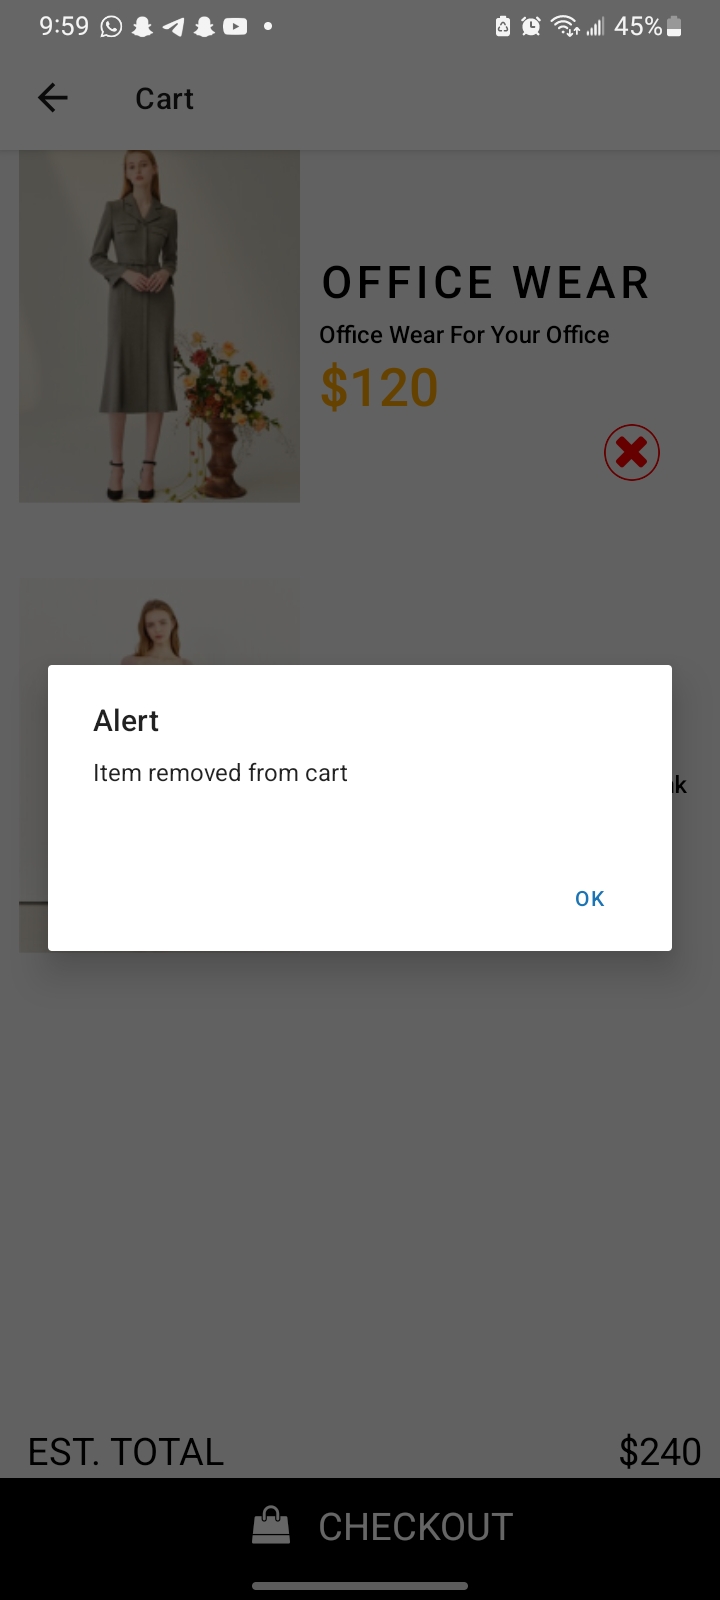 9:59
45%
Cart
OFFICE WEAR
Office Wear For Your Office
$120
Alert
Item removed from cart
OK
EST. TOTAL $240
CHECKOUT